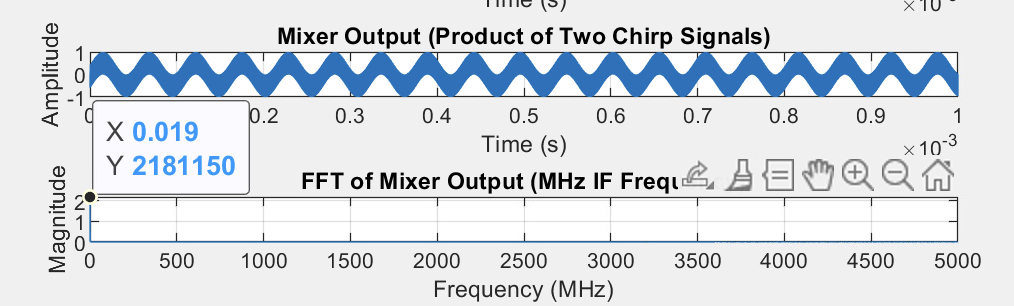 Time (s)
×10
Mixer Output (Product of Two Chirp Signals)
Amplitude
1
0
-1
0.2 0.3 0.4 0.5 0.6 0.7 0.8 0.9 1
Time (s)
×10-3
X 0.019
Y 2181150
FFT of Mixer Output (MHz IF Frequ
Magnitude
2
1
0
0 500 1000 1500 2000 2500 3000 3500 4000 4500 5000
Frequency (MHz)